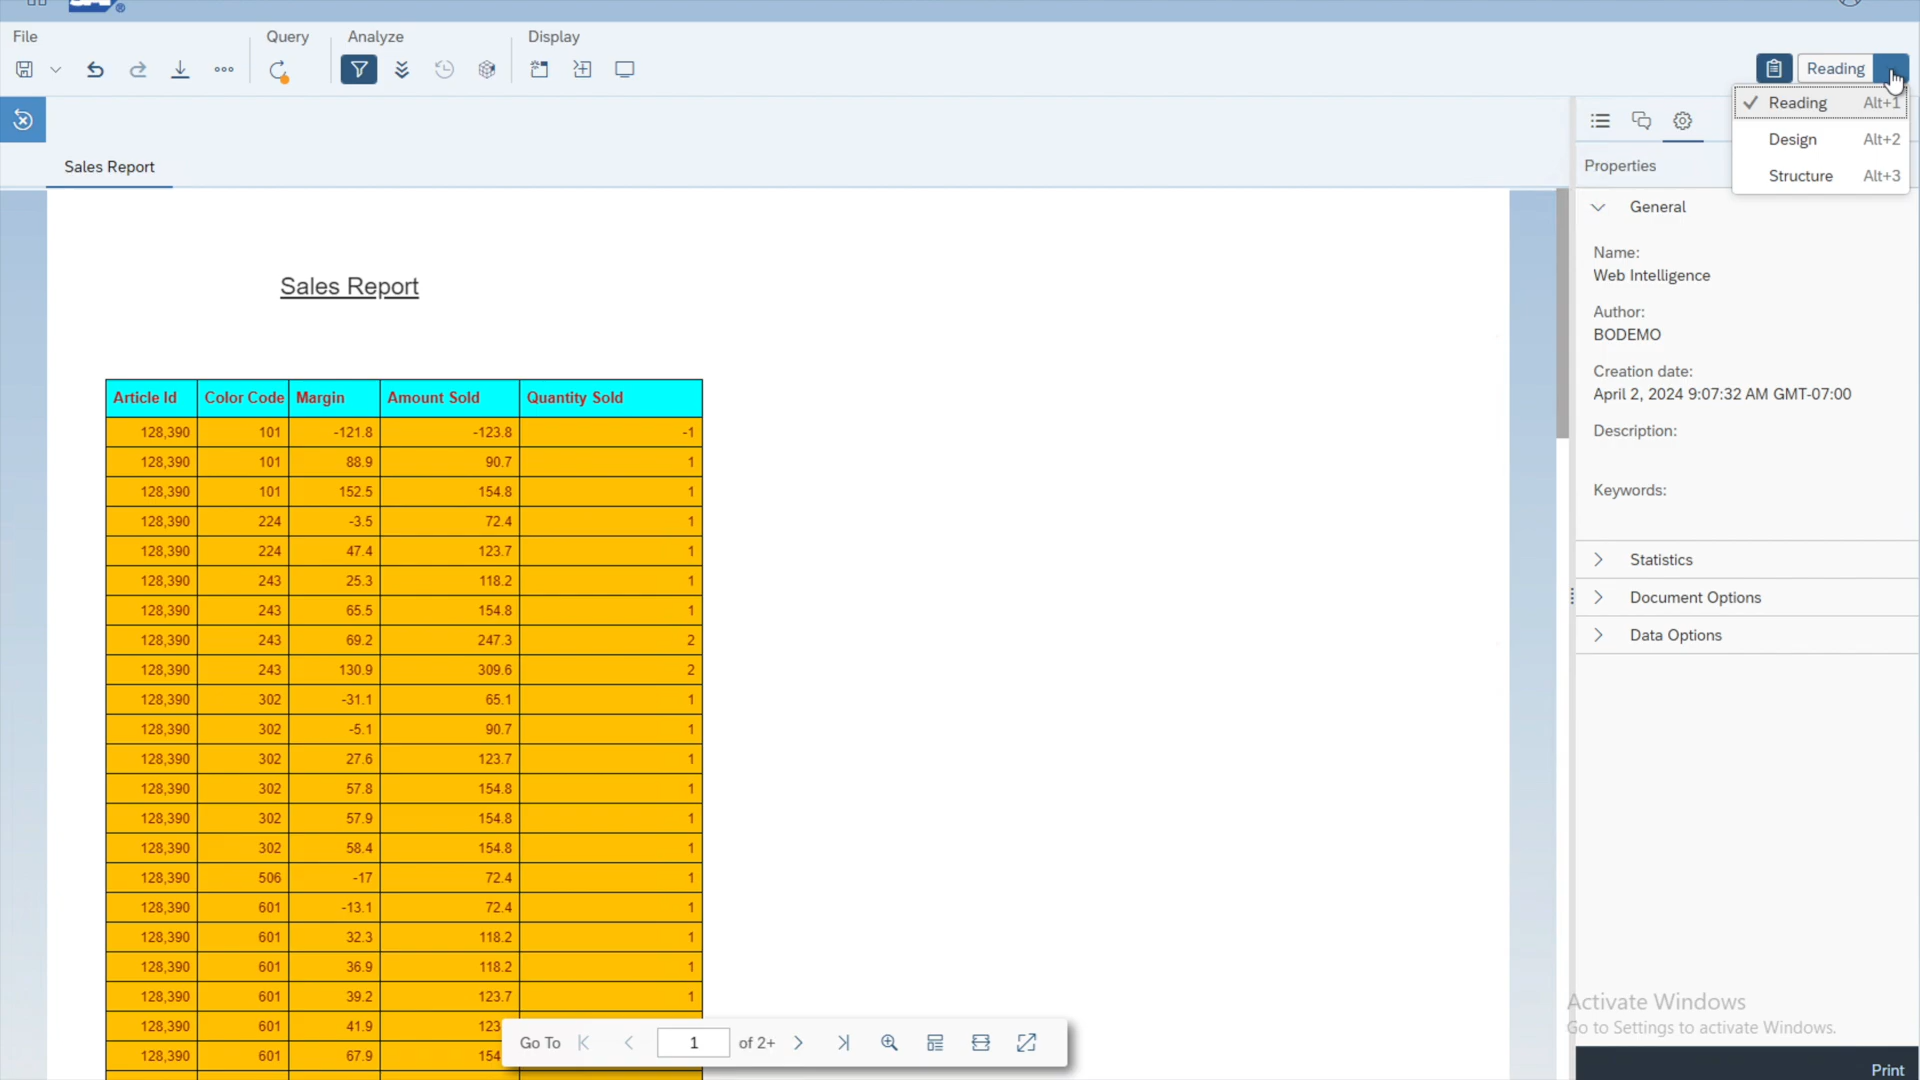 File
Query
Analyze
Display
Reading
Reading Alt+1
Design Alt+2
Structure Alt+3
Sales Report
Properties
General
Name:
Web Intelligence
Author:
BODEMO
Creation date:
April 2, 2024 9:07:32 AM GMT-07:00
Description:
Keywords:
Statistics
Document Options
Data Options
Sales Report
Article Id Color Code Margin Amount Sold Quantity Sold
128,390 101 -121.8 -123.8 -1
128,390 101 88.9 90.7 1
128,390 101 152.5 154.8 1
128,390 224 -3.5 72.4 1
128,390 224 47.4 123.7 1
128,390 243 25.3 118.2 1
128,390 243 65.5 154.8 1
128,390 243 69.2 247.3 2
128,390 243 130.9 309.6 2
128,390 302 -31.1 65.1 1
128,390 302 -5.1 90.7 1
128,390 302 27.6 123.7 1
128,390 302 57.8 154.8 1
128,390 302 57.9 154.8 1
128,390 302 58.4 154.8 1
128,390 506 -17 72.4 1
128,390 601 -13.1 72.4 1
128,390 601 32.3 118.2 1
128,390 601 36.9 118.2 1
128,390 601 39.2 123.7 1
128,390 601 41.9 123
128,390 601 67.9 154
Go To 1 of 2+
Activate Windows
Go to Settings to activate Windows.
Print